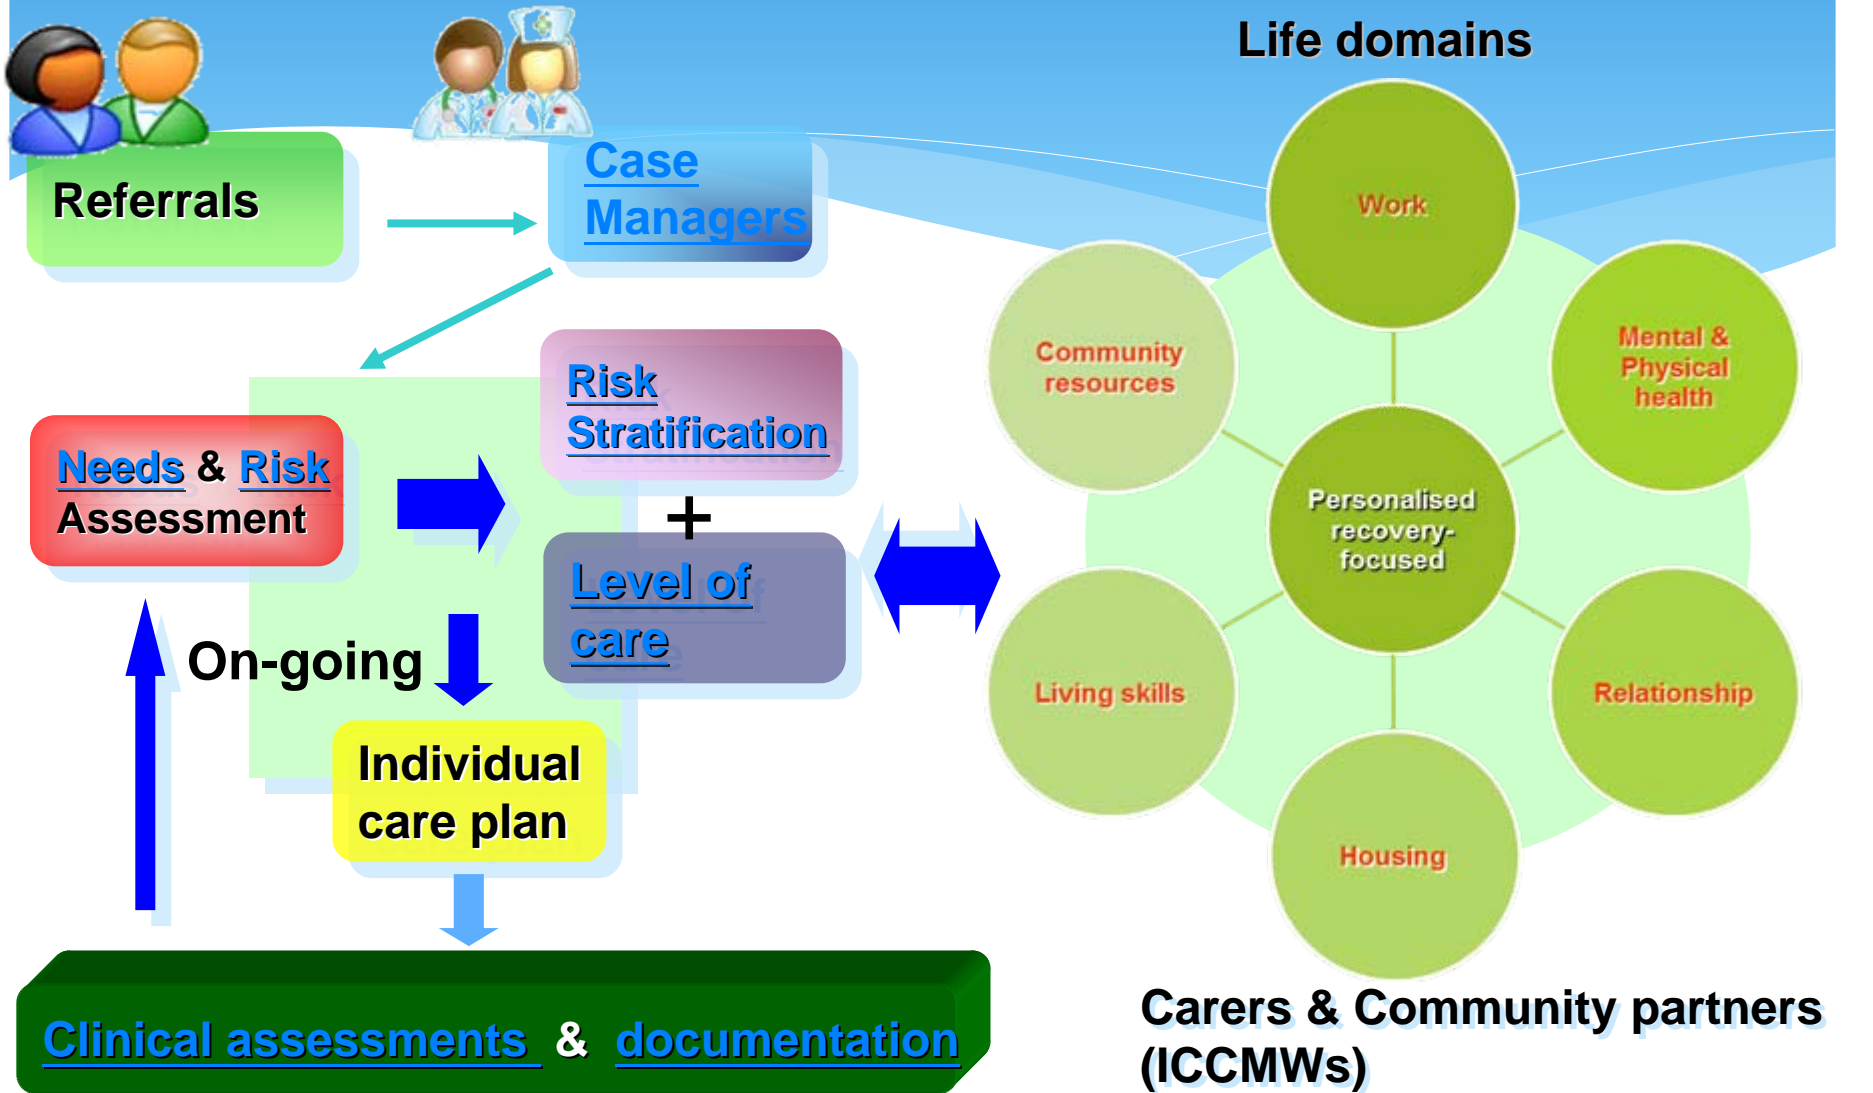 Life domains
Referrals
Case
Managers
Risk
Stratification
Needs & Risk
Assessment
+
Level of
care
On-going
Individual
care plan
Clinical assessments & documentation
Work
Mental &
Physical
health
Relationship
Housing
Living skills
Community
resources
Personalised
recovery-
focused
Carers & Community partners
(ICCMWs)